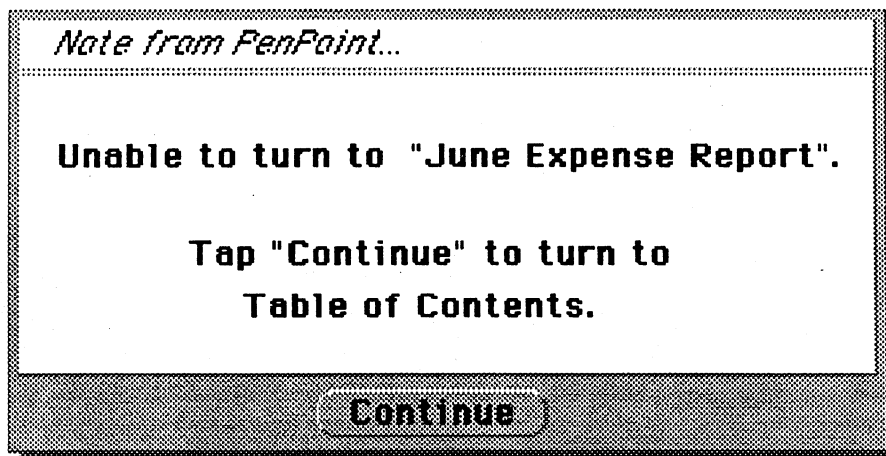 Note from PenPoint...
Unable to turn to "June Expense Report".
Tap "Continue" to turn to
Table of Contents.
Continue